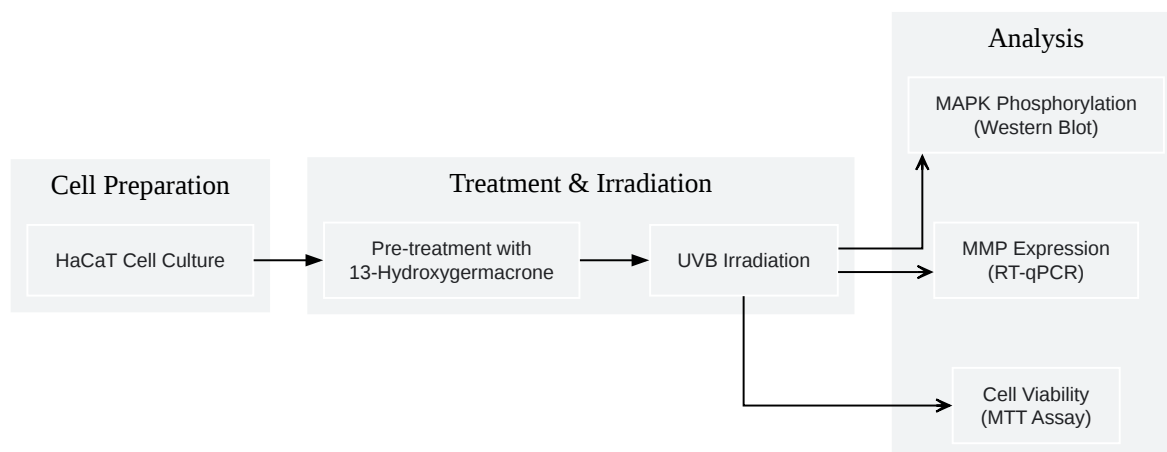 Cell Preparation
HaCaT Cell Culture
Treatment & Irradiation
Pre-treatment with
13-Hydroxygermacrone
UVB Irradiation
Analysis
MAPK Phosphorylation
(Western Blot)
MMP Expression
(RT-qPCR)
Cell Viability
(MTT Assay)